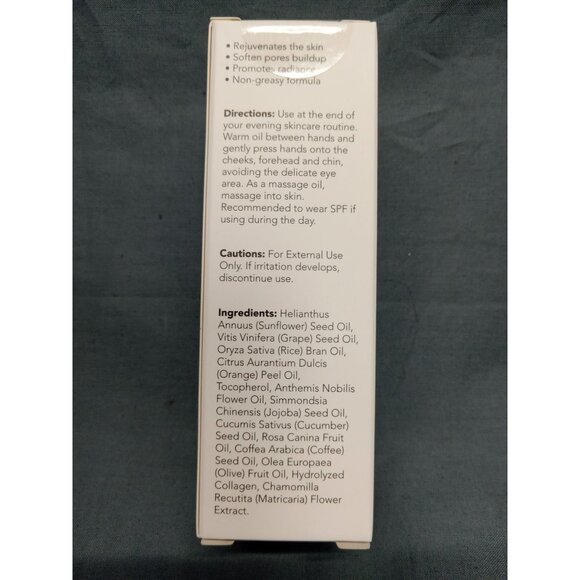 • Rejuvenates the skin
• Soften pores buildup
• Promotes radiance
• Non-greasy formula
Directions: Use at the end of
your evening skincare routine.
Warm oil between hands and
gently press hands onto the
cheeks, forehead and chin,
avoiding the delicate eye
area. As a massage oil,
massage into skin.
Recommended to wear SPF if
using during the day.
Cautions: For External Use
Only. If irritation develops,
discontinue use.
Ingredients: Helianthus
Annuus (Sunflower) Seed Oil,
Vitis Vinifera (Grape) Seed Oil,
Oryza Sativa (Rice) Bran Oil,
Citrus Aurantium Dulcis
(Orange) Peel Oil,
Tocopherol, Anthemis Nobilis
Flower Oil, Simmondsia
Chinensis (Jojoba) Seed Oil,
Cucumis Sativus (Cucumber)
Seed Oil, Rosa Canina Fruit
Oil, Coffea Arabica (Coffee)
Seed Oil, Olea Europaea
(Olive) Fruit Oil, Hydrolyzed
Collagen, Chamomilla
Recutita (Matricaria) Flower
Extract.